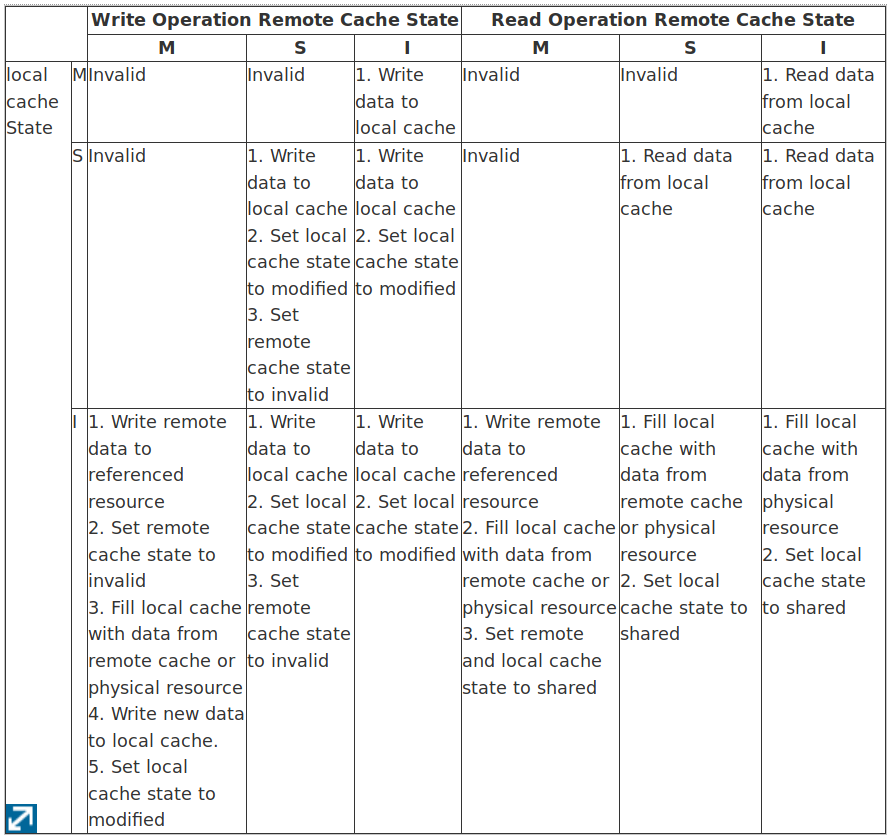 Write Operation Remote Cache State
Read Operation Remote Cache State
M
S
I
M
S
I
local
cache
State
M
Invalid
Invalid
1. Write
data to
local cache
Invalid
Invalid
1. Read data
from local
cache
S
Invalid
1. Write
data to
local cache
2. Set local
cache state
to modified
3. Set
remote
cache state
to invalid
1. Write
data to
local cache
2. Set local
cache state
to modified
Invalid
1. Read data
from local
cache
1. Read data
from local
cache
I
1. Write remote
data to
referenced
resource
2. Set remote
cache state to
invalid
3. Fill local cache
with data from
remote cache or
physical resource
4. Write new data
to local cache.
5. Set local
cache state to
modified
1. Write
data to
local cache
2. Set local
cache state
to modified
3. Set
remote
cache state
to invalid
1. Write
data to
local cache
2. Set local
cache state
to modified
1. Write remote
data to
referenced
resource
2. Fill local cache
with data from
remote cache or
physical resource
3. Set remote
and local cache
state to shared
1. Fill local
cache with
data from
remote cache
or physical
resource
2. Set local
cache state to
shared
1. Fill local
cache with
data from
physical
resource
2. Set local
cache state
to shared